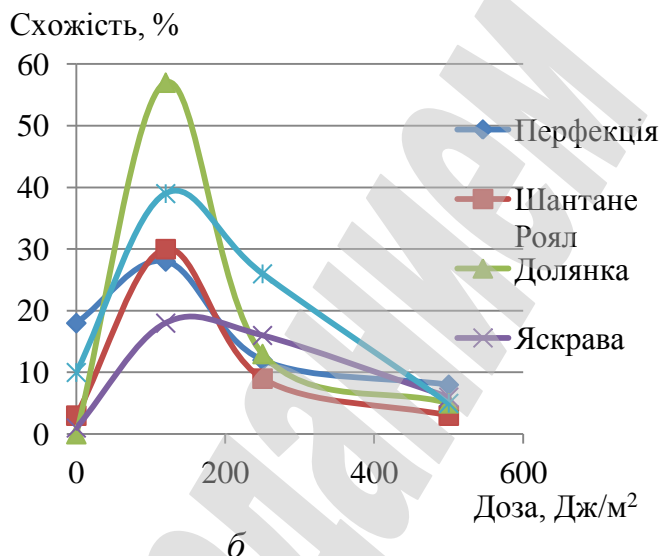 Схожість, %
60
50
40
30
20
10
0
0 200 400 600
Доза, Дж/м²
Перфекція
Шантане
Роял
Долянка
Яскрава
б